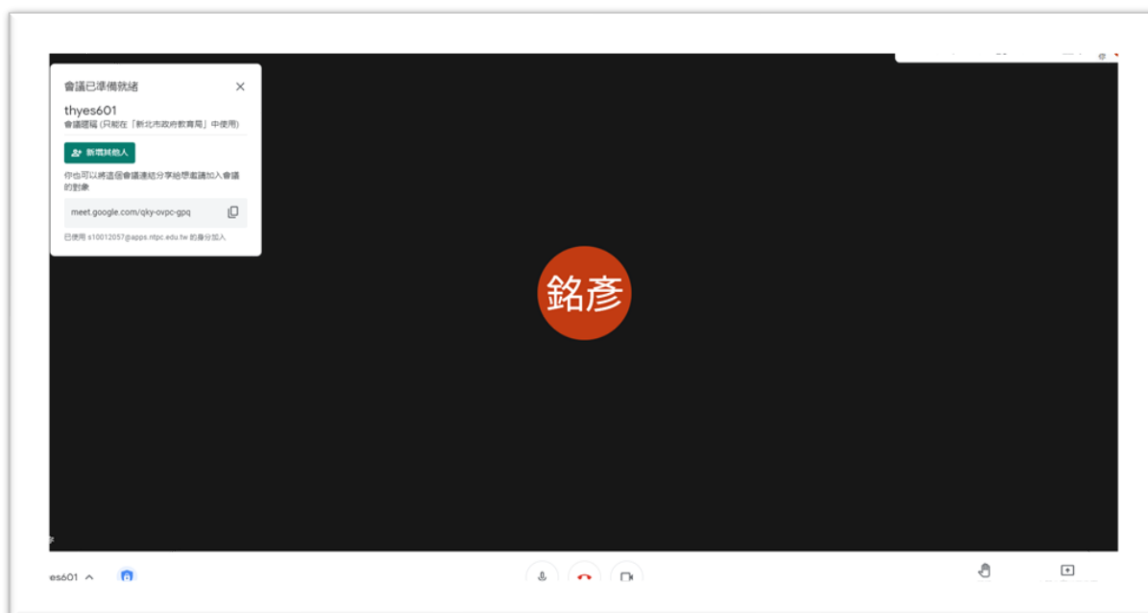 會議已準備就緒
thyes601
會議暱稱 (只能在「新北市政府教育局」中使用)
新增其他人
你也可以將這個會議連結分享給想邀請加入會議
的對象
meet.google.com/qky-ovpc-gpq
已使用 s10012057@apps.ntpc.edu.tw 的身分加入
銘彥
es601